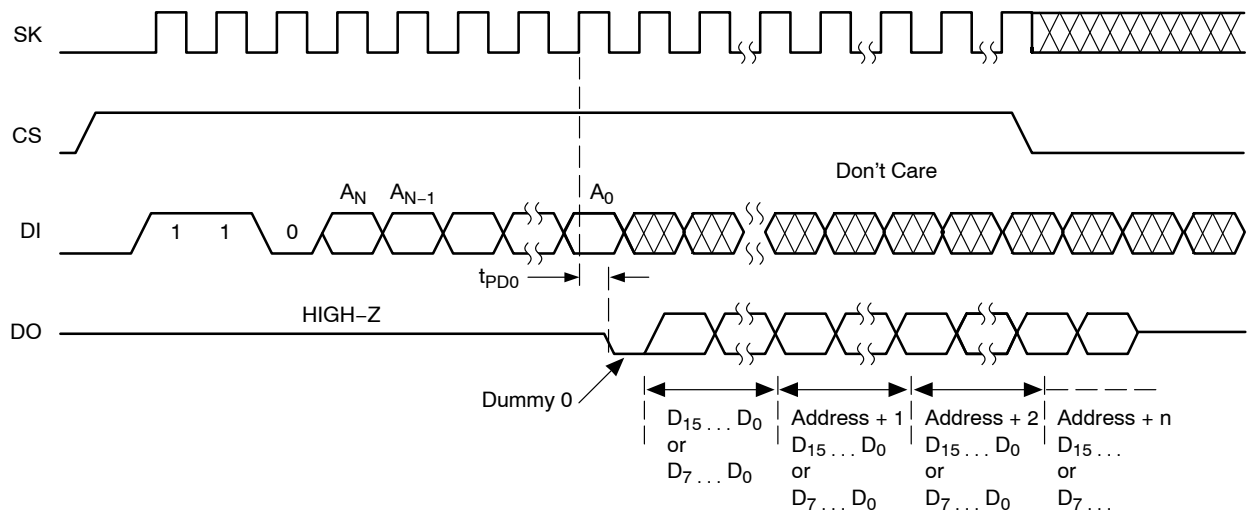 SK
CS
Don't Care
A_N A_N–1 A_0
DI 1 1 0
t_PD0
HIGH–Z
DO
Dummy 0
D_15 . . . D_0
or
D_7 . . . D_0
Address + 1
D_15 . . . D_0
or
D_7 . . . D_0
Address + 2
D_15 . . . D_0
or
D_7 . . . D_0
Address + n
D_15 . . .
or
D_7 . . .